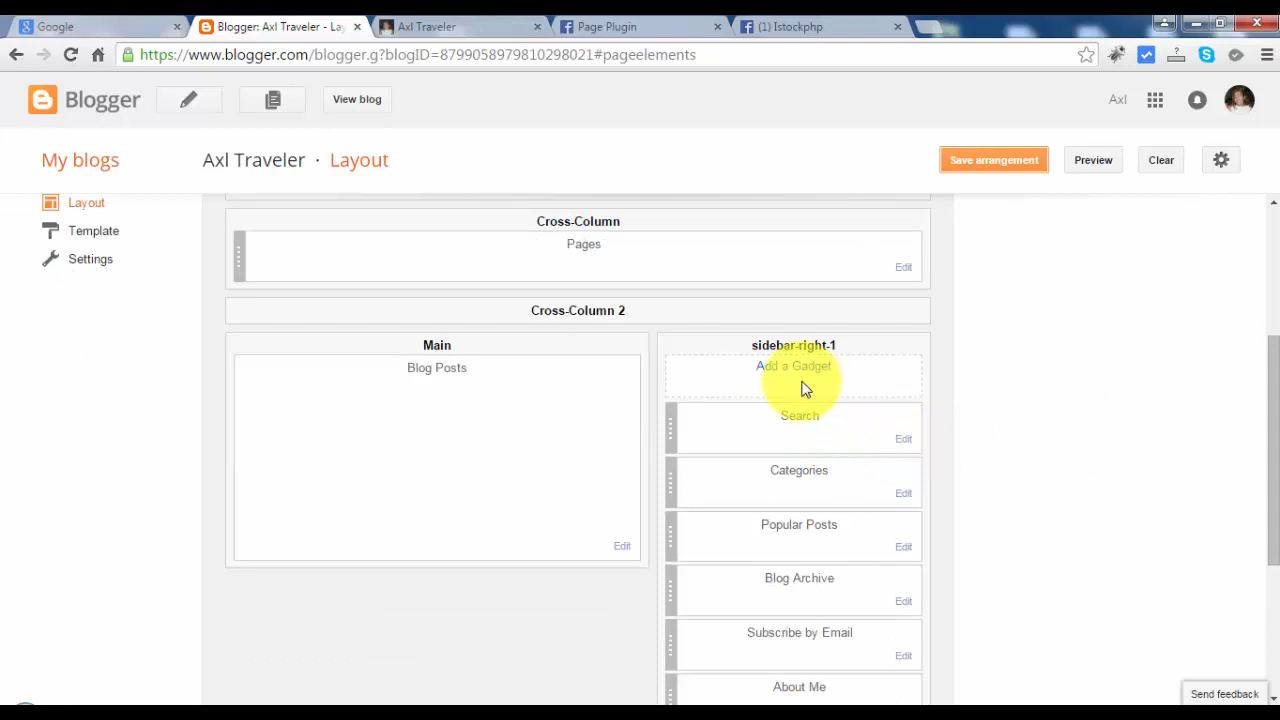 Google
Blogger: Axl Traveler - Lay
Axl Traveler
Page Plugin
(1) Istockphp
https://www.blogger.com/blogger.g?blogID=8799058979810298021#pageelements
Blogger
View blog
Axl
My blogs
Axl Traveler · Layout
Save arrangement
Preview
Clear
Layout
Template
Settings
Cross-Column
Pages
Edit
Cross-Column 2
Main
Blog Posts
Edit
sidebar-right-1
Add a Gadget
Search
Edit
Categories
Edit
Popular Posts
Edit
Blog Archive
Edit
Subscribe by Email
Edit
About Me
Send feedback